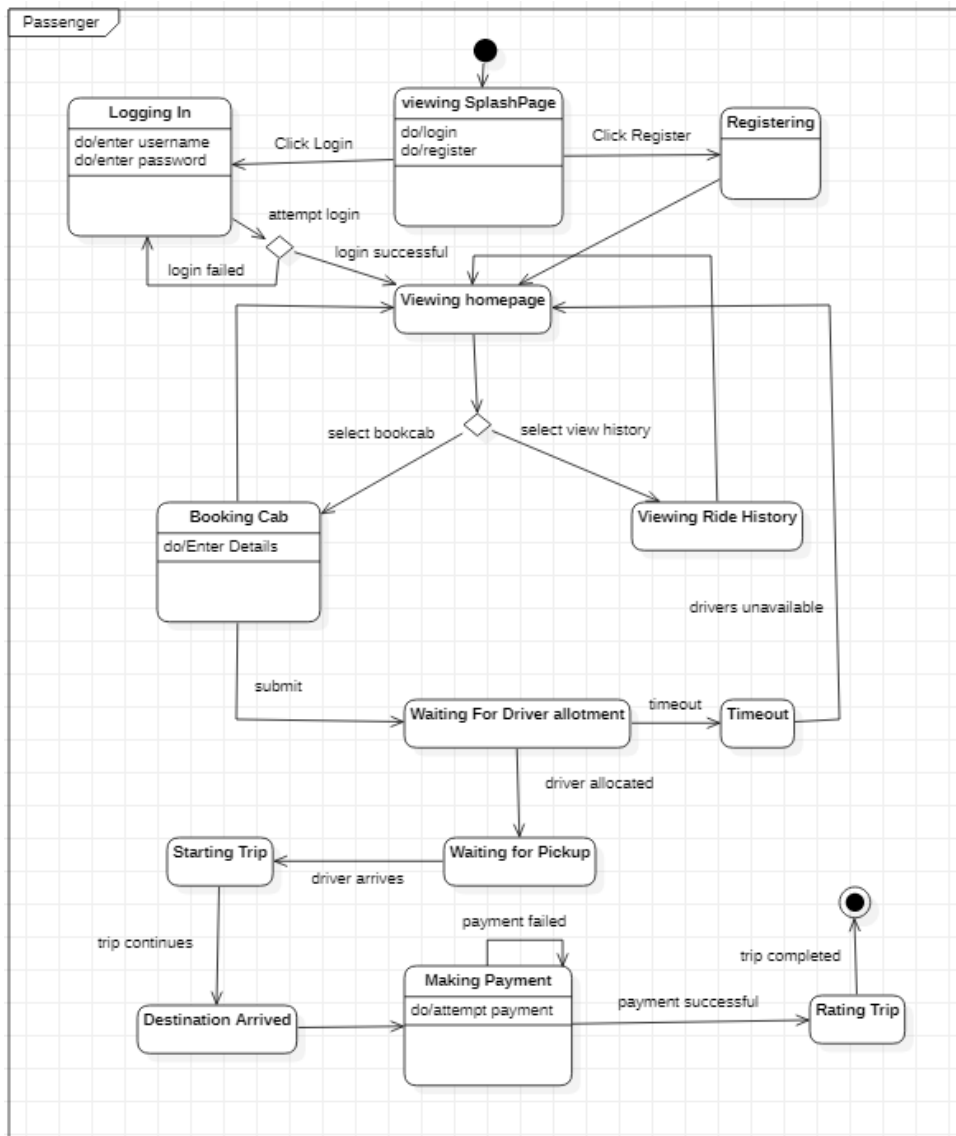 Passenger
Logging In
do/enter username
do/enter password
viewing SplashPage
do/login
do/register
Registering
Click Login
Click Register
attempt login
login successful
login failed
Viewing homepage
select bookcab
select view history
Booking Cab
do/Enter Details
Viewing Ride History
drivers unavailable
submit
Waiting For Driver allotment
timeout
Timeout
driver allocated
Starting Trip
Waiting for Pickup
driver arrives
trip continues
payment failed
trip completed
Making Payment
do/attempt payment
payment successful
Rating Trip
Destination Arrived